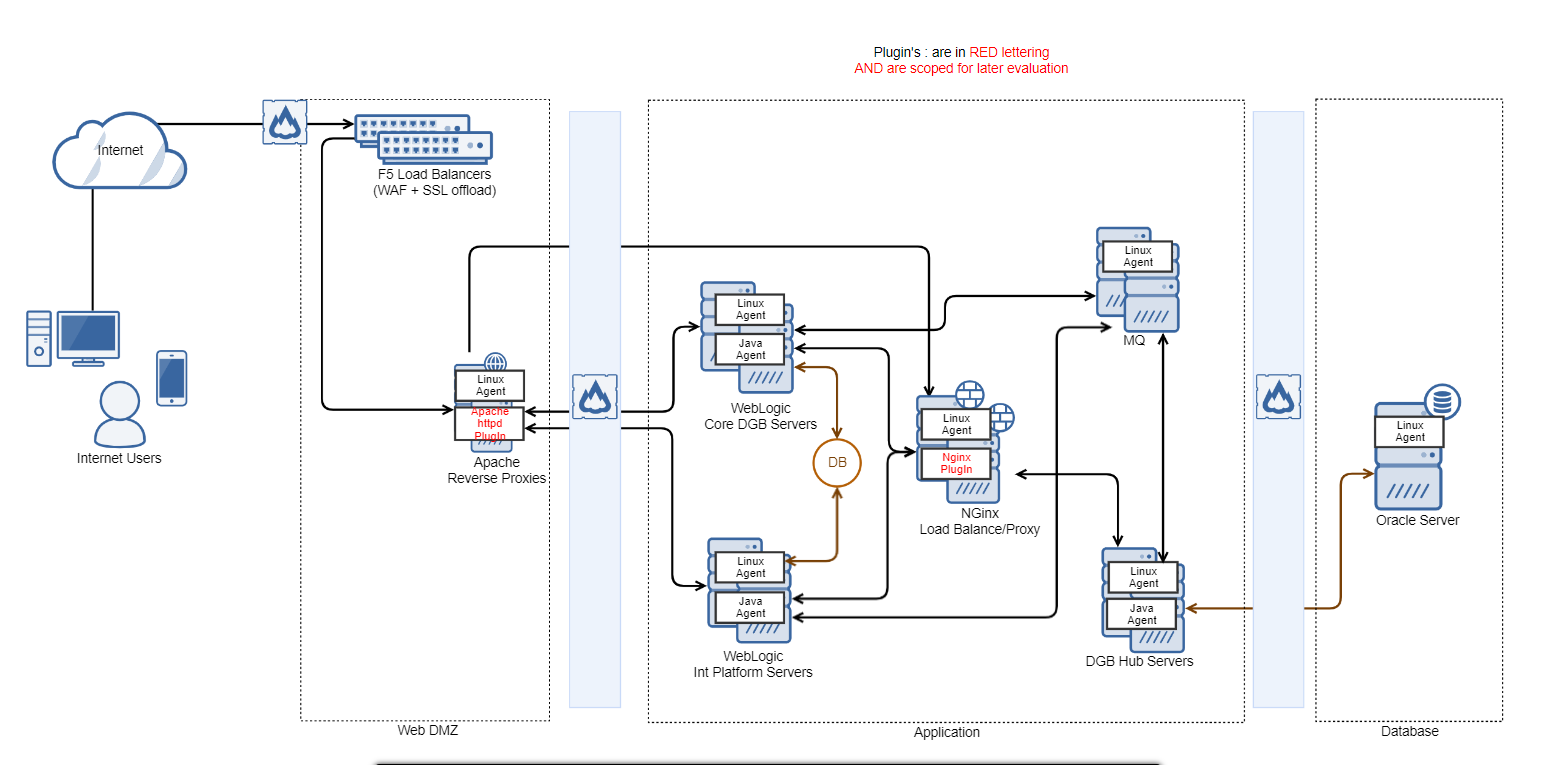 Plugin's : are in RED lettering
AND are scoped for later evaluation
Internet
F5 Load Balancers
(WAF + SSL offload)
Internet Users
Linux
Agent
Apache
httpd
PlugIn
Apache
Reverse Proxies
Web DMZ
Linux
Agent
Java
Agent
WebLogic
Core DGB Servers
DB
Linux
Agent
Java
Agent
WebLogic
Int Platform Servers
Linux
Agent
Nginx
PlugIn
NGinx
Load Balance/Proxy
Linux
Agent
MQ
Linux
Agent
Java
Agent
DGB Hub Servers
Application
Linux
Agent
Oracle Server
Database